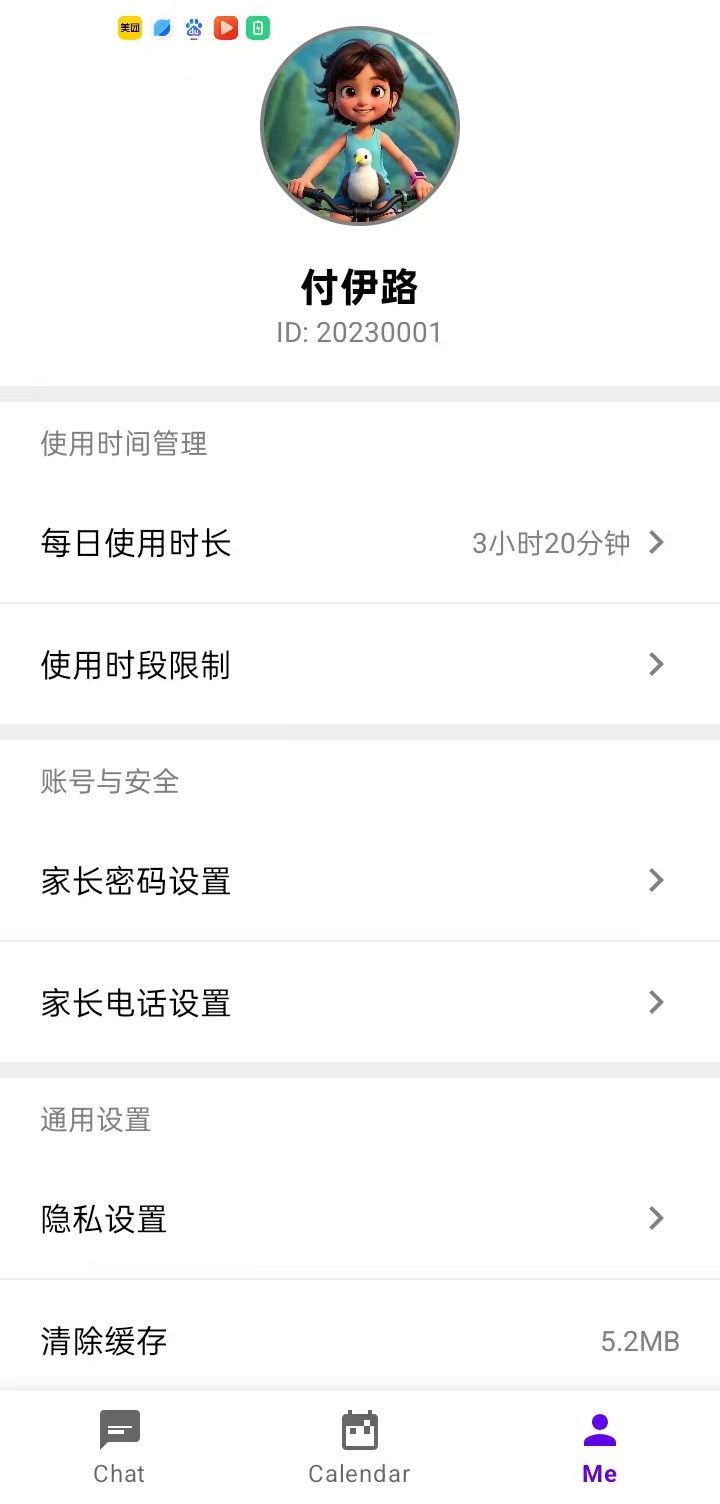 美团
du
付伊路
ID: 20230001
使用时间管理
每日使用时长 3小时20分钟
使用时段限制
账号与安全
家长密码设置
家长电话设置
通用设置
隐私设置
清除缓存 5.2MB
Chat Calendar Me